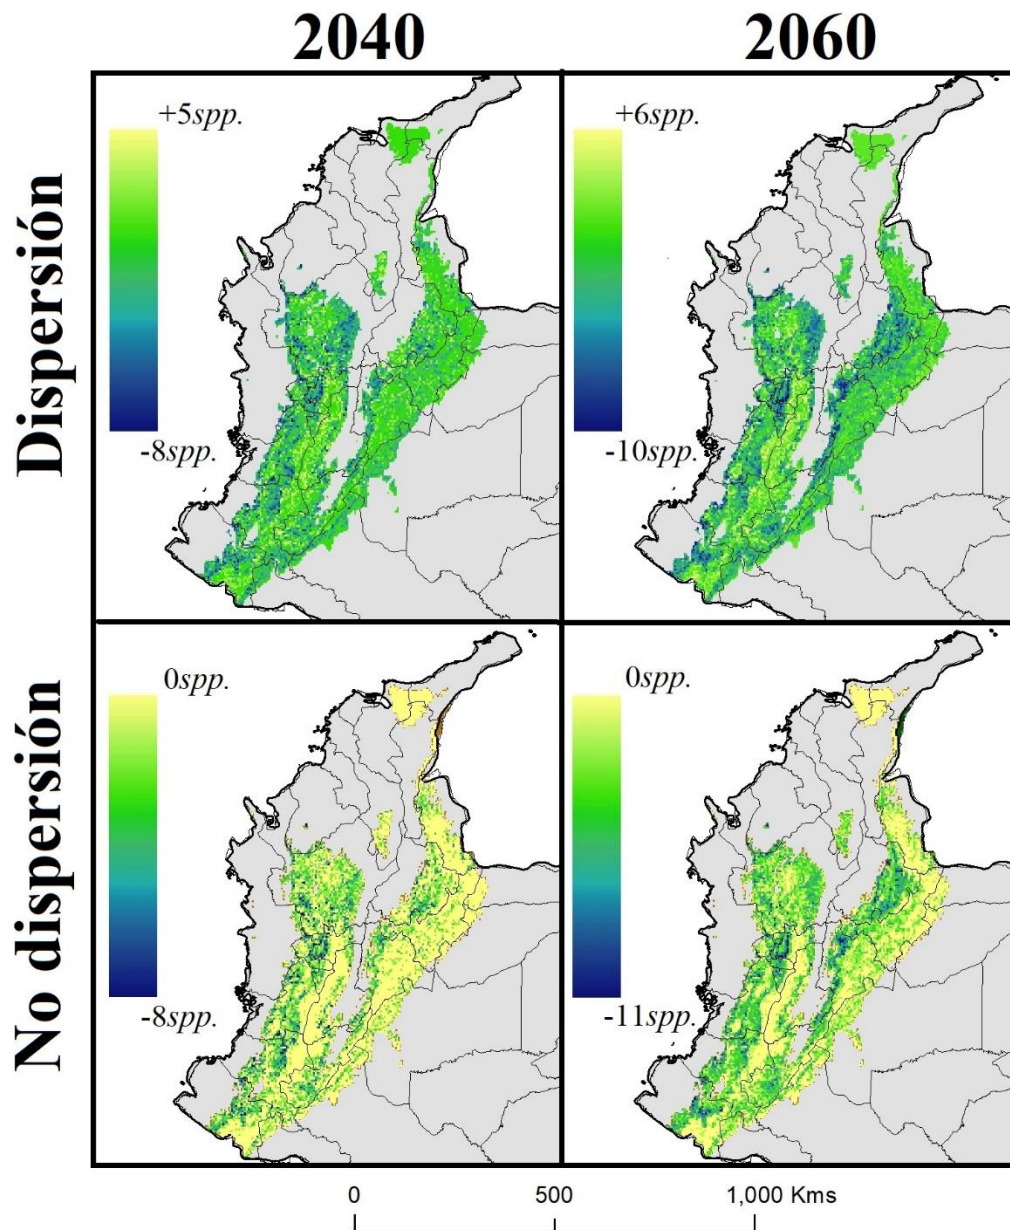 2040 2060
Dispersión
+5spp. +6spp.
-8spp. -10spp.
No dispersión
0spp. 0spp.
-8spp. -11spp.
0 500 1,000 Kms